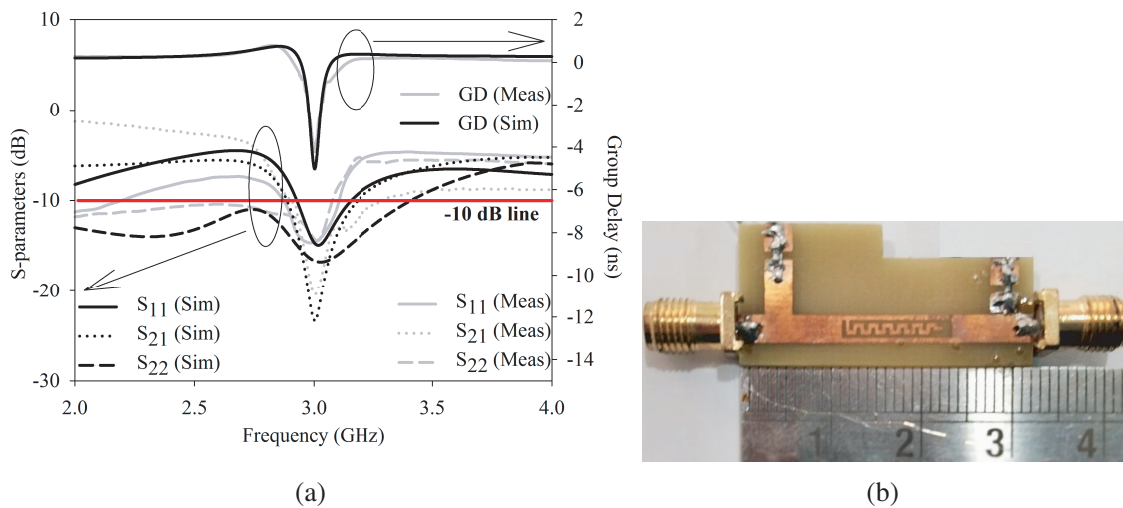 10
0
-10
-20
-30
S-parameters (dB)
2
0
-2
-4
-6
-8
-10
-12
-14
Group Delay (ns)
GD (Meas)
GD (Sim)
-10 dB line
S11 (Sim)
S21 (Sim)
S22 (Sim)
S11 (Meas)
S21 (Meas)
S22 (Meas)
2.0 2.5 3.0 3.5 4.0
Frequency (GHz)
1 2 3 4
(a) (b)